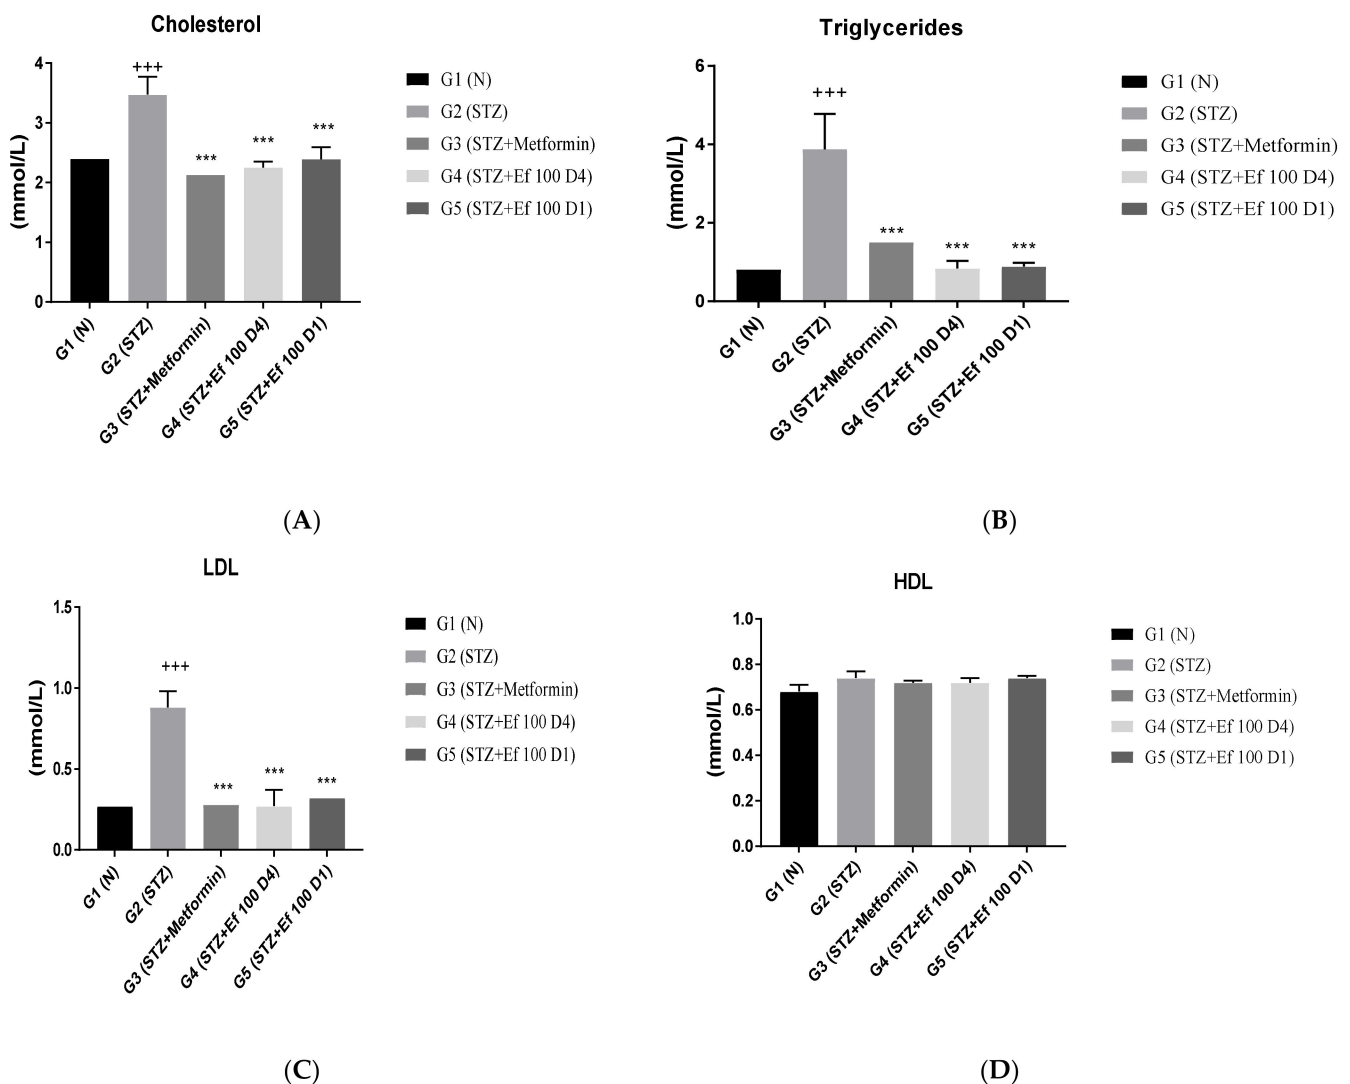 Cholesterol
(mmol/L)
4
3
2
1
0
+++
***
***
***
G1 (N)
G2 (STZ)
G3 (STZ+Metformin)
G4 (STZ+Ef 100 D4)
G5 (STZ+Ef 100 D1)
G1 (N)
G2 (STZ)
G3 (STZ+Metformin)
G4 (STZ+Ef 100 D4)
G5 (STZ+Ef 100 D1)
(A)
Triglycerides
(mmol/L)
6
4
2
0
+++
***
***
***
G1 (N)
G2 (STZ)
G3 (STZ+Metformin)
G4 (STZ+Ef 100 D4)
G5 (STZ+Ef 100 D1)
G1 (N)
G2 (STZ)
G3 (STZ+Metformin)
G4 (STZ+Ef 100 D4)
G5 (STZ+Ef 100 D1)
(B)
LDL
(mmol/L)
1.5
1.0
0.5
0.0
+++
***
***
***
G1 (N)
G2 (STZ)
G3 (STZ+Metformin)
G4 (STZ+Ef 100 D4)
G5 (STZ+Ef 100 D1)
G1 (N)
G2 (STZ)
G3 (STZ+Metformin)
G4 (STZ+Ef 100 D4)
G5 (STZ+Ef 100 D1)
(C)
HDL
(mmol/L)
1.0
0.8
0.6
0.4
0.2
0.0
G1 (N)
G2 (STZ)
G3 (STZ+Metformin)
G4 (STZ+Ef 100 D4)
G5 (STZ+Ef 100 D1)
G1 (N)
G2 (STZ)
G3 (STZ+Metformin)
G4 (STZ+Ef 100 D4)
G5 (STZ+Ef 100 D1)
(D)